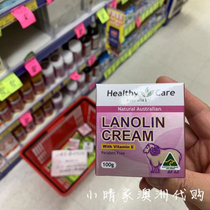 Healthy Care
Natural Australian
LANOLIN
CREAM
With Vitamin E
100g
小晴家澳洲代购